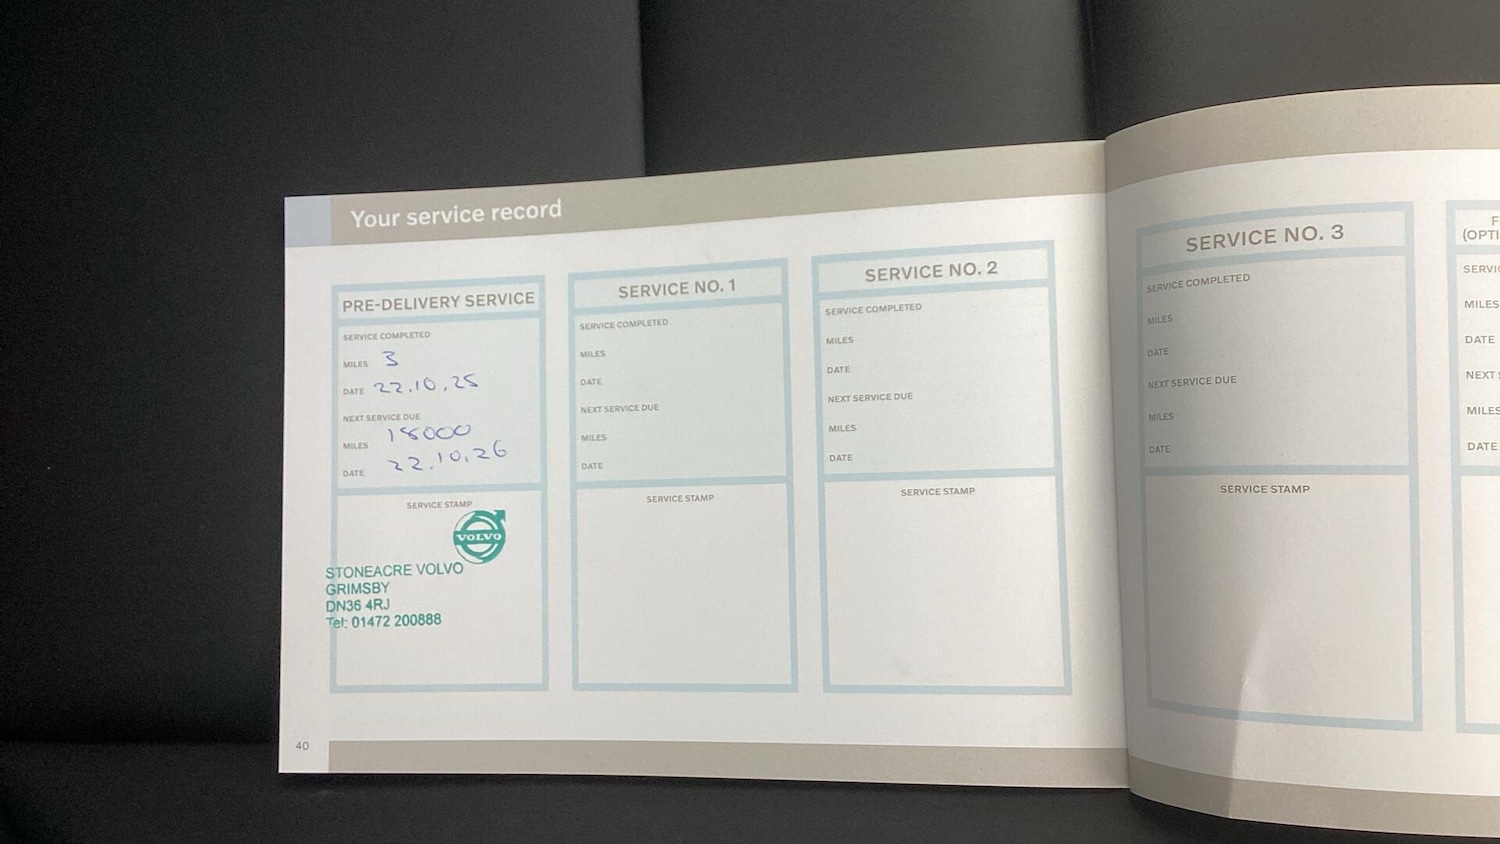 Your service record
PRE-DELIVERY SERVICE
SERVICE COMPLETED
MILES 3
DATE 22.10.25
NEXT SERVICE DUE
MILES 18000
DATE 22.10.26
SERVICE STAMP
VOLVO
STONEACRE VOLVO
GRIMSBY
DN36 4RJ
Tel: 01472 200888
SERVICE NO. 1
SERVICE COMPLETED
MILES
DATE
NEXT SERVICE DUE
MILES
DATE
SERVICE STAMP
SERVICE NO. 2
SERVICE COMPLETED
MILES
DATE
NEXT SERVICE DUE
MILES
DATE
SERVICE STAMP
40
SERVICE NO. 3
SERVICE COMPLETED
MILES
DATE
NEXT SERVICE DUE
MILES
DATE
SERVICE STAMP
MILES
DATE
NEXT
MILES
DATE